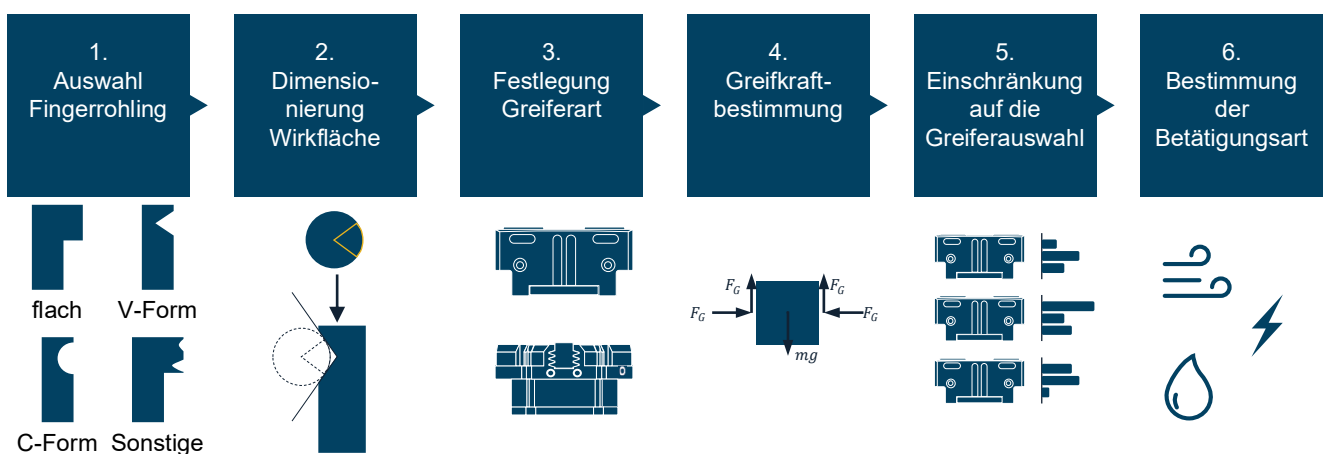 1.
Auswahl
Fingerrohling
2.
Dimensio-
nierung
Wirkfläche
3.
Festlegung
Greiferart
4.
Greifkraft-
bestimmung
5.
Einschränkung
auf die
Greiferauswahl
6.
Bestimmung
der
Betätigungsart
flach
V-Form
C-Form
Sonstige
F_G
F_G
F_G
F_G
mg